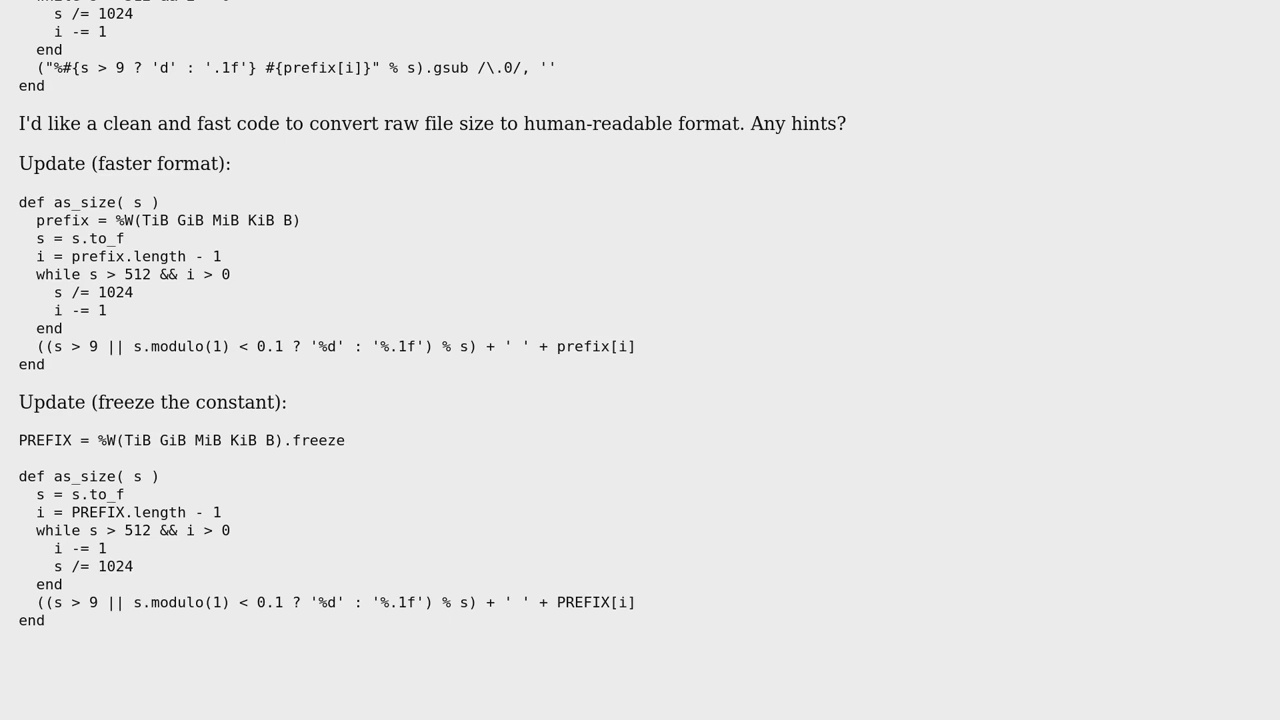 s /= 1024
    i -= 1
  end
  ("%#{s > 9 ? 'd' : '.1f'} #{prefix[i]}" % s).gsub /\.0/, ''
end
I'd like a clean and fast code to convert raw file size to human-readable format. Any hints?
Update (faster format):
def as_size( s )
  prefix = %W(TiB GiB MiB KiB B)
  s = s.to_f
  i = prefix.length - 1
  while s > 512 && i > 0
    s /= 1024
    i -= 1
  end
  ((s > 9 || s.modulo(1) < 0.1 ? '%d' : '%.1f') % s) + ' ' + prefix[i]
end
Update (freeze the constant):
PREFIX = %W(TiB GiB MiB KiB B).freeze
def as_size( s )
  s = s.to_f
  i = PREFIX.length - 1
  while s > 512 && i > 0
    i -= 1
    s /= 1024
  end
  ((s > 9 || s.modulo(1) < 0.1 ? '%d' : '%.1f') % s) + ' ' + PREFIX[i]
end